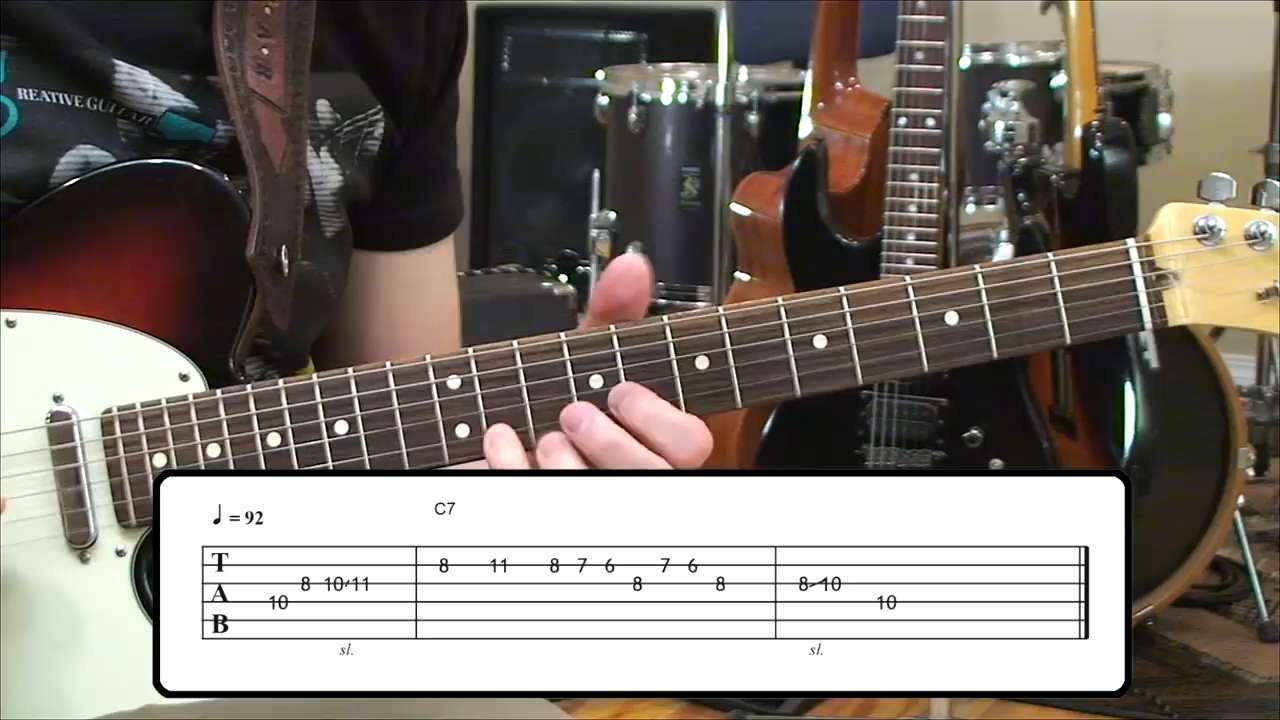 REATIVE GUITAR
♩ = 92
C7
T
A
B
8 11 8 7 6 7 6
8 10 11 8 8 8 10
10 10
sl. sl.